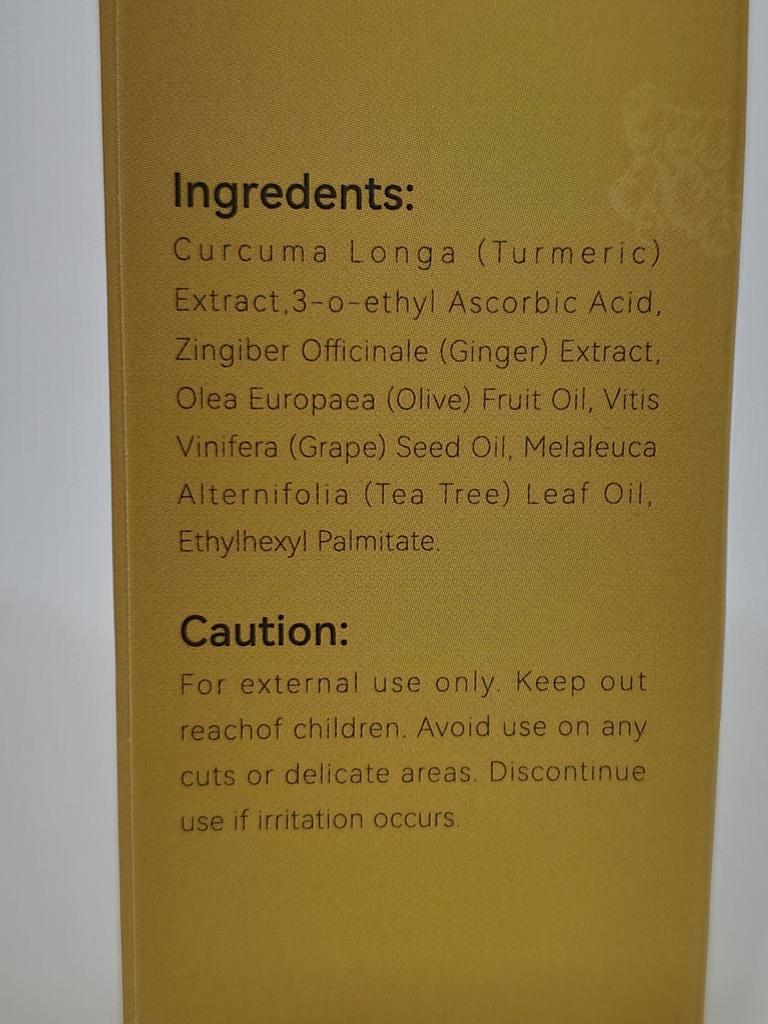 Ingredents:
Curcuma Longa (Turmeric)
Extract,3-o-ethyl Ascorbic Acid,
Zingiber Officinale (Ginger) Extract,
Olea Europaea (Olive) Fruit Oil, Vitis
Vinifera (Grape) Seed Oil, Melaleuca
Alternifolia (Tea Tree) Leaf Oil,
Ethylhexyl Palmitate.
Caution:
For external use only. Keep out
reachof children. Avoid use on any
cuts or delicate areas. Discontinue
use if irritation occurs.